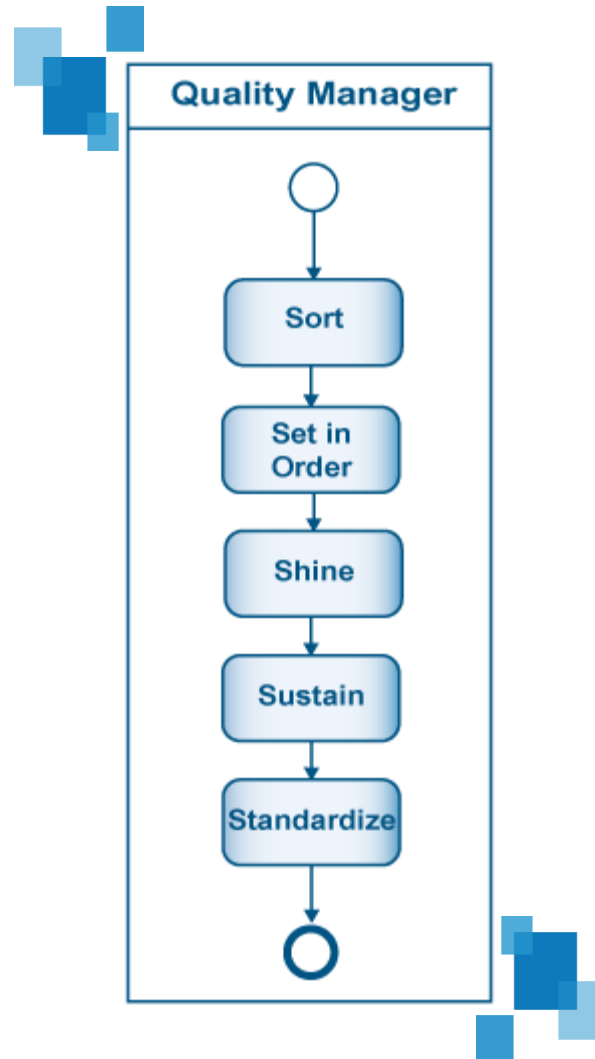 Quality Manager
Sort
Set in
Order
Shine
Sustain
Standardize